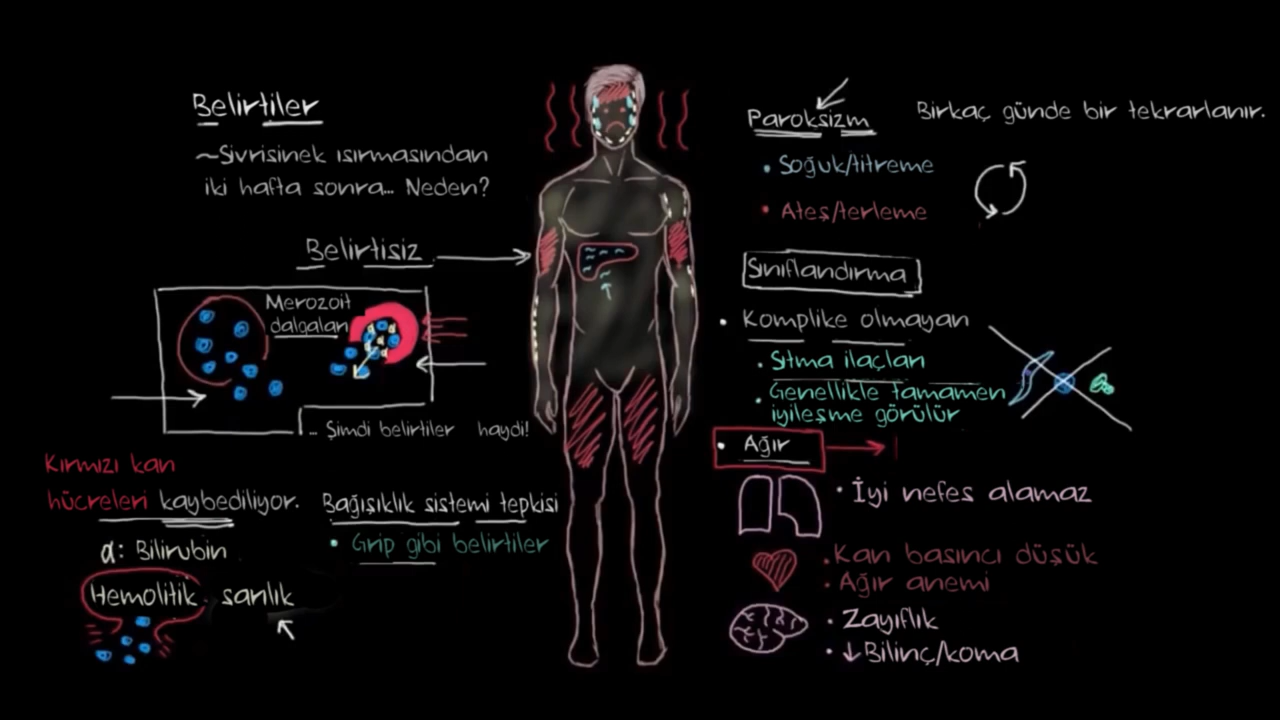 Belirtiler
~Sivrisinek ısırmasından
iki hafta sonra... Neden?
Belirtisiz
Merozoit
dalgaları
... Şimdi belirtiler haydi!
Kırmızı kan
hücreleri kaybediliyor.
a: Bilirubin
Hemolitik sarılık
Bağışıklık sistemi tepkisi
• Grip gibi belirtiler
Paroksizm
Birkaç günde bir tekrarlanır.
• Soğuk/titreme
• Ateş/terleme
Sınıflandırma
• Komplike olmayan
• Sıtma ilaçları
• Genellikle tamamen
iyileşme görülür
• Ağır
• İyi nefes alamaz
• Kan basıncı düşük
• Ağır anemi
• Zayıflık
• ↓Bilinç/koma